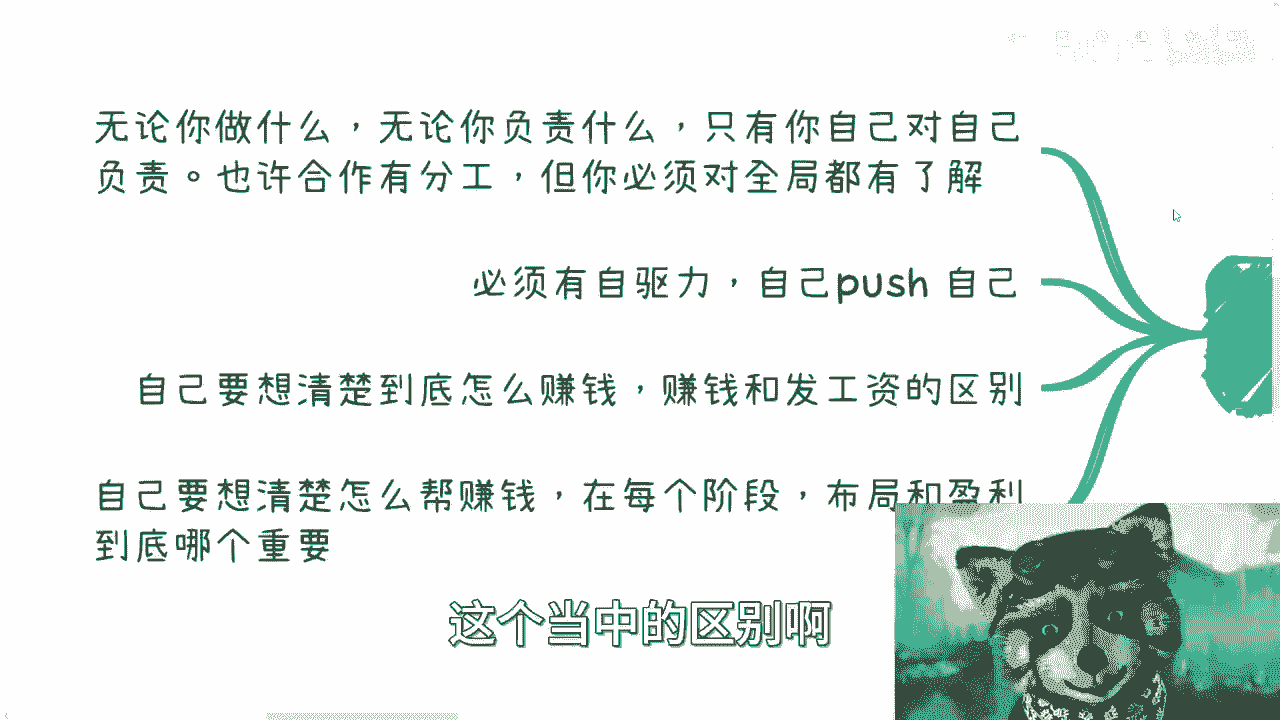 无论你做什么，无论你负责什么，只有你自己对自己
负责。也许合作有分工，但你必须对全局都有了解
必须有自驱力，自己push 自己
自己要想清楚到底怎么赚钱，赚钱和发工资的区别
自己要想清楚怎么帮赚钱，在每个阶段，布局和盈利
到底哪个重要
这个当中的区别啊